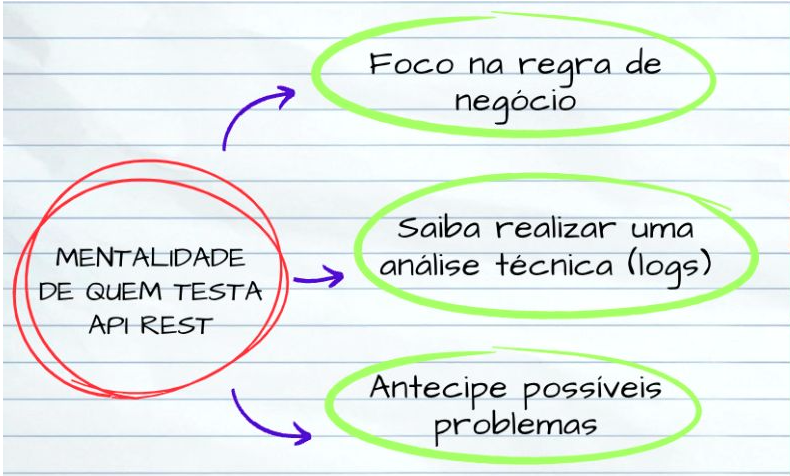 Foco na regra de
negócio
MENTALIDADE
DE QUEM TESTA
API REST
Saiba realizar uma
análise técnica (logs)
Antecipe possíveis
problemas